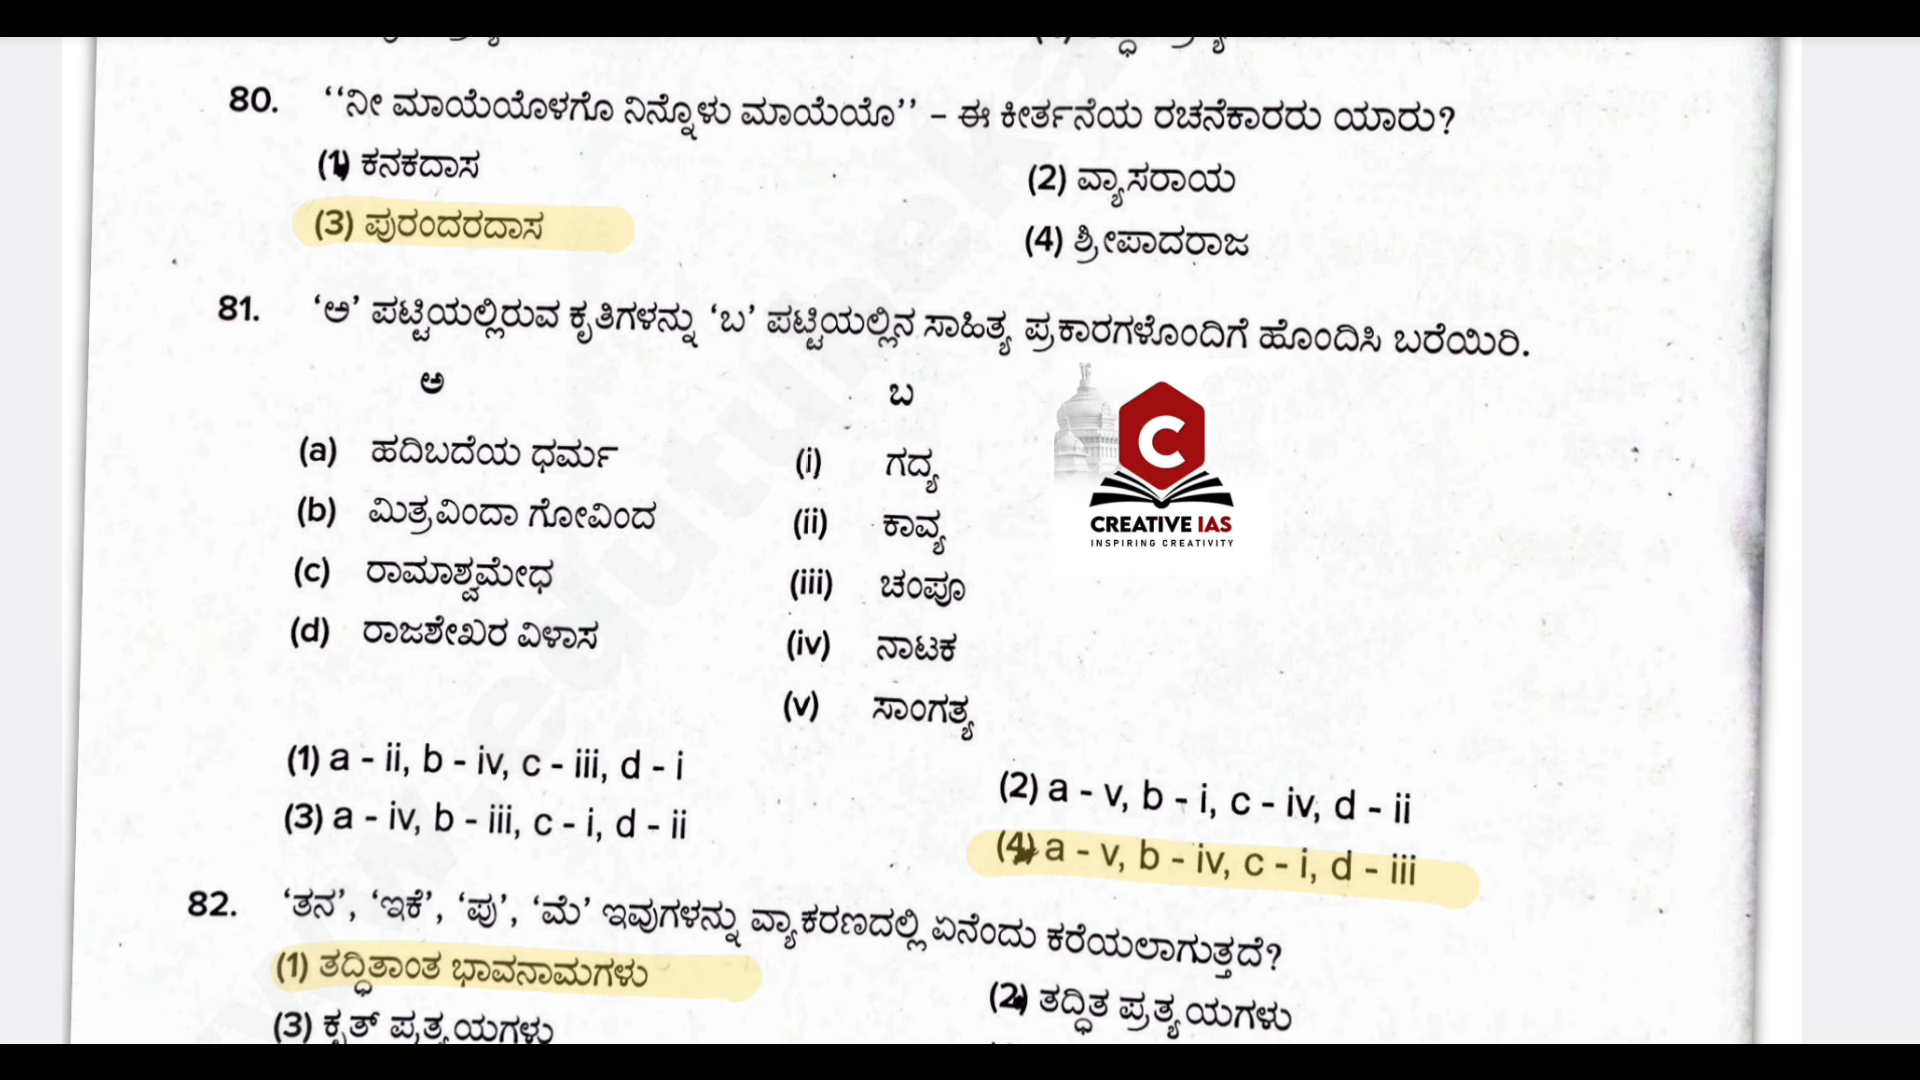 80. ‘‘ನೀ ಮಾಯೆಯೊಳಗೊ ನಿನ್ನೊಳು ಮಾಯೆಯೊ’’ – ಈ ಕೀರ್ತನೆಯ ರಚನೆಕಾರರು ಯಾರು?
(1) ಕನಕದಾಸ
(2) ವ್ಯಾಸರಾಯ
(3) ಪುರಂದರದಾಸ
(4) ಶ್ರೀಪಾದರಾಜ
81. ‘ಅ’ ಪಟ್ಟಿಯಲ್ಲಿರುವ ಕೃತಿಗಳನ್ನು ‘ಬ’ ಪಟ್ಟಿಯಲ್ಲಿನ ಸಾಹಿತ್ಯ ಪ್ರಕಾರಗಳೊಂದಿಗೆ ಹೊಂದಿಸಿ ಬರೆಯಿರಿ.
ಅ ಬ
(a) ಹದಿಬದೆಯ ಧರ್ಮ (i) ಗದ್ಯ
(b) ಮಿತ್ರವಿಂದಾ ಗೋವಿಂದ (ii) ಕಾವ್ಯ
(c) ರಾಮಾಶ್ವಮೇಧ (iii) ಚಂಪೂ
(d) ರಾಜಶೇಖರ ವಿಳಾಸ (iv) ನಾಟಕ
(v) ಸಾಂಗತ್ಯ
C
CREATIVE IAS
INSPIRING CREATIVITY
(1) a - ii, b - iv, c - iii, d - i
(2) a - v, b - i, c - iv, d - ii
(3) a - iv, b - iii, c - i, d - ii
(4) a - v, b - iv, c - i, d - iii
82. ‘ತನ’, ‘ಇಕೆ’, ‘ಪು’, ‘ಮೆ’ ಇವುಗಳನ್ನು ವ್ಯಾಕರಣದಲ್ಲಿ ಏನೆಂದು ಕರೆಯಲಾಗುತ್ತದೆ?
(1) ತದ್ಧಿತಾಂತ ಭಾವನಾಮಗಳು
(2) ತದ್ಧಿತ ಪ್ರತ್ಯಯಗಳು
(3) ಕೃತ್ ಪ್ರತ್ಯಯಗಳು